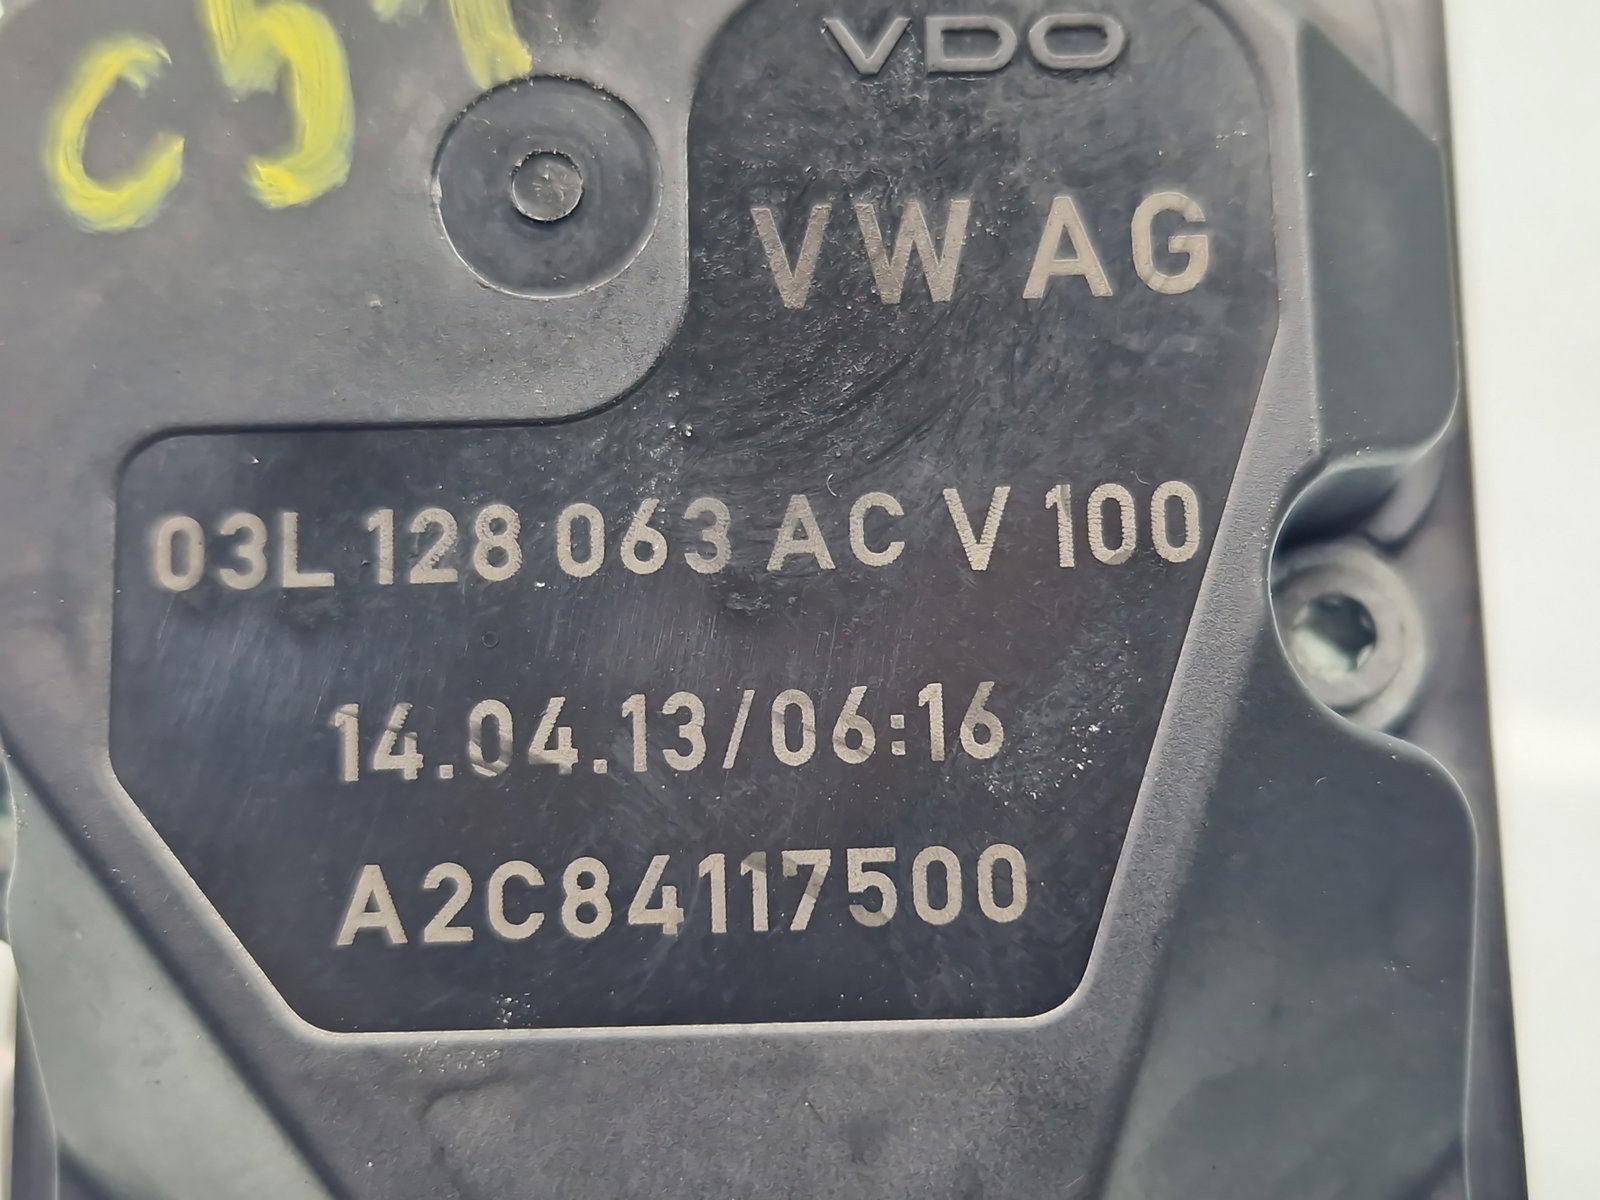 VDO
VW AG
03L 128 063 AC V 100
14.04.13/06:16
A2C84117500